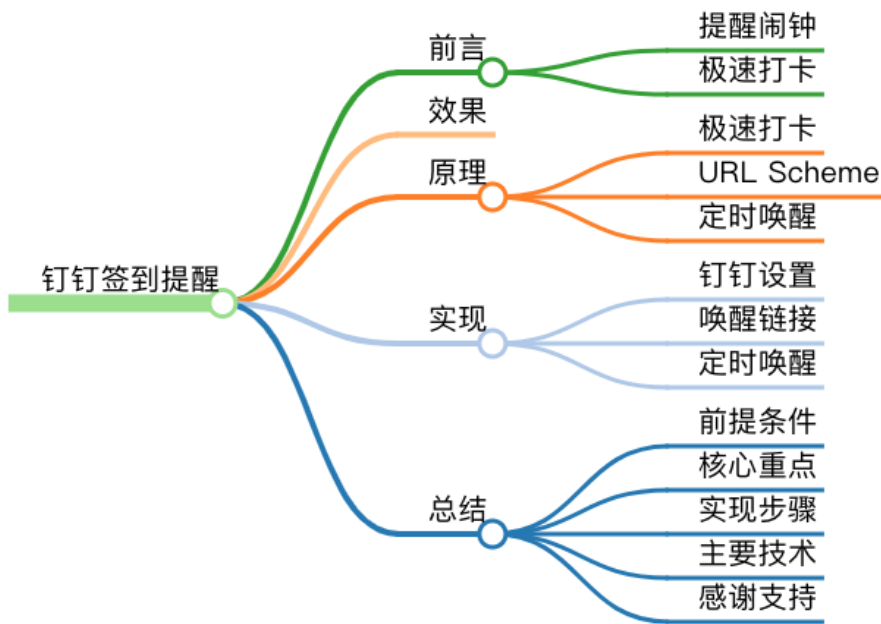 钉钉签到提醒
前言
提醒闹钟
极速打卡
效果
原理
极速打卡
URL Scheme
定时唤醒
实现
钉钉设置
唤醒链接
定时唤醒
总结
前提条件
核心重点
实现步骤
主要技术
感谢支持